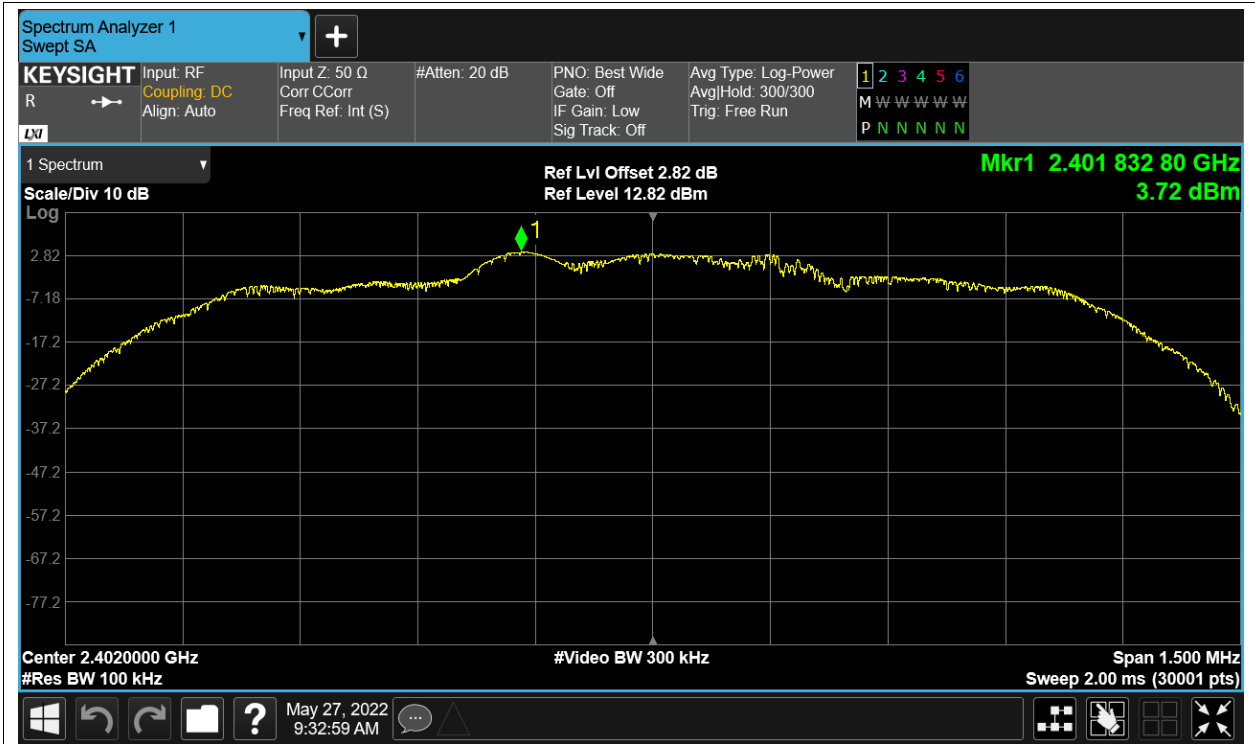 Spectrum Analyzer 1
Swept SA
KEYSIGHT
R
LXI
Input: RF
Coupling: DC
Align: Auto
Input Z: 50 Ω
Corr CCorr
Freq Ref: Int (S)
#Atten: 20 dB
PNO: Best Wide
Gate: Off
IF Gain: Low
Sig Track: Off
Avg Type: Log-Power
Avg|Hold: 300/300
Trig: Free Run
1 2 3 4 5 6
M W W W W W
P N N N N N
1 Spectrum
Scale/Div 10 dB
Ref Lvl Offset 2.82 dB
Ref Level 12.82 dBm
Mkr1 2.401 832 80 GHz
3.72 dBm
Log
1
2.82
-7.18
-17.2
-27.2
-37.2
-47.2
-57.2
-67.2
-77.2
Center 2.4020000 GHz
#Res BW 100 kHz
#Video BW 300 kHz
Span 1.500 MHz
Sweep 2.00 ms (30001 pts)
?
May 27, 2022
9:32:59 AM